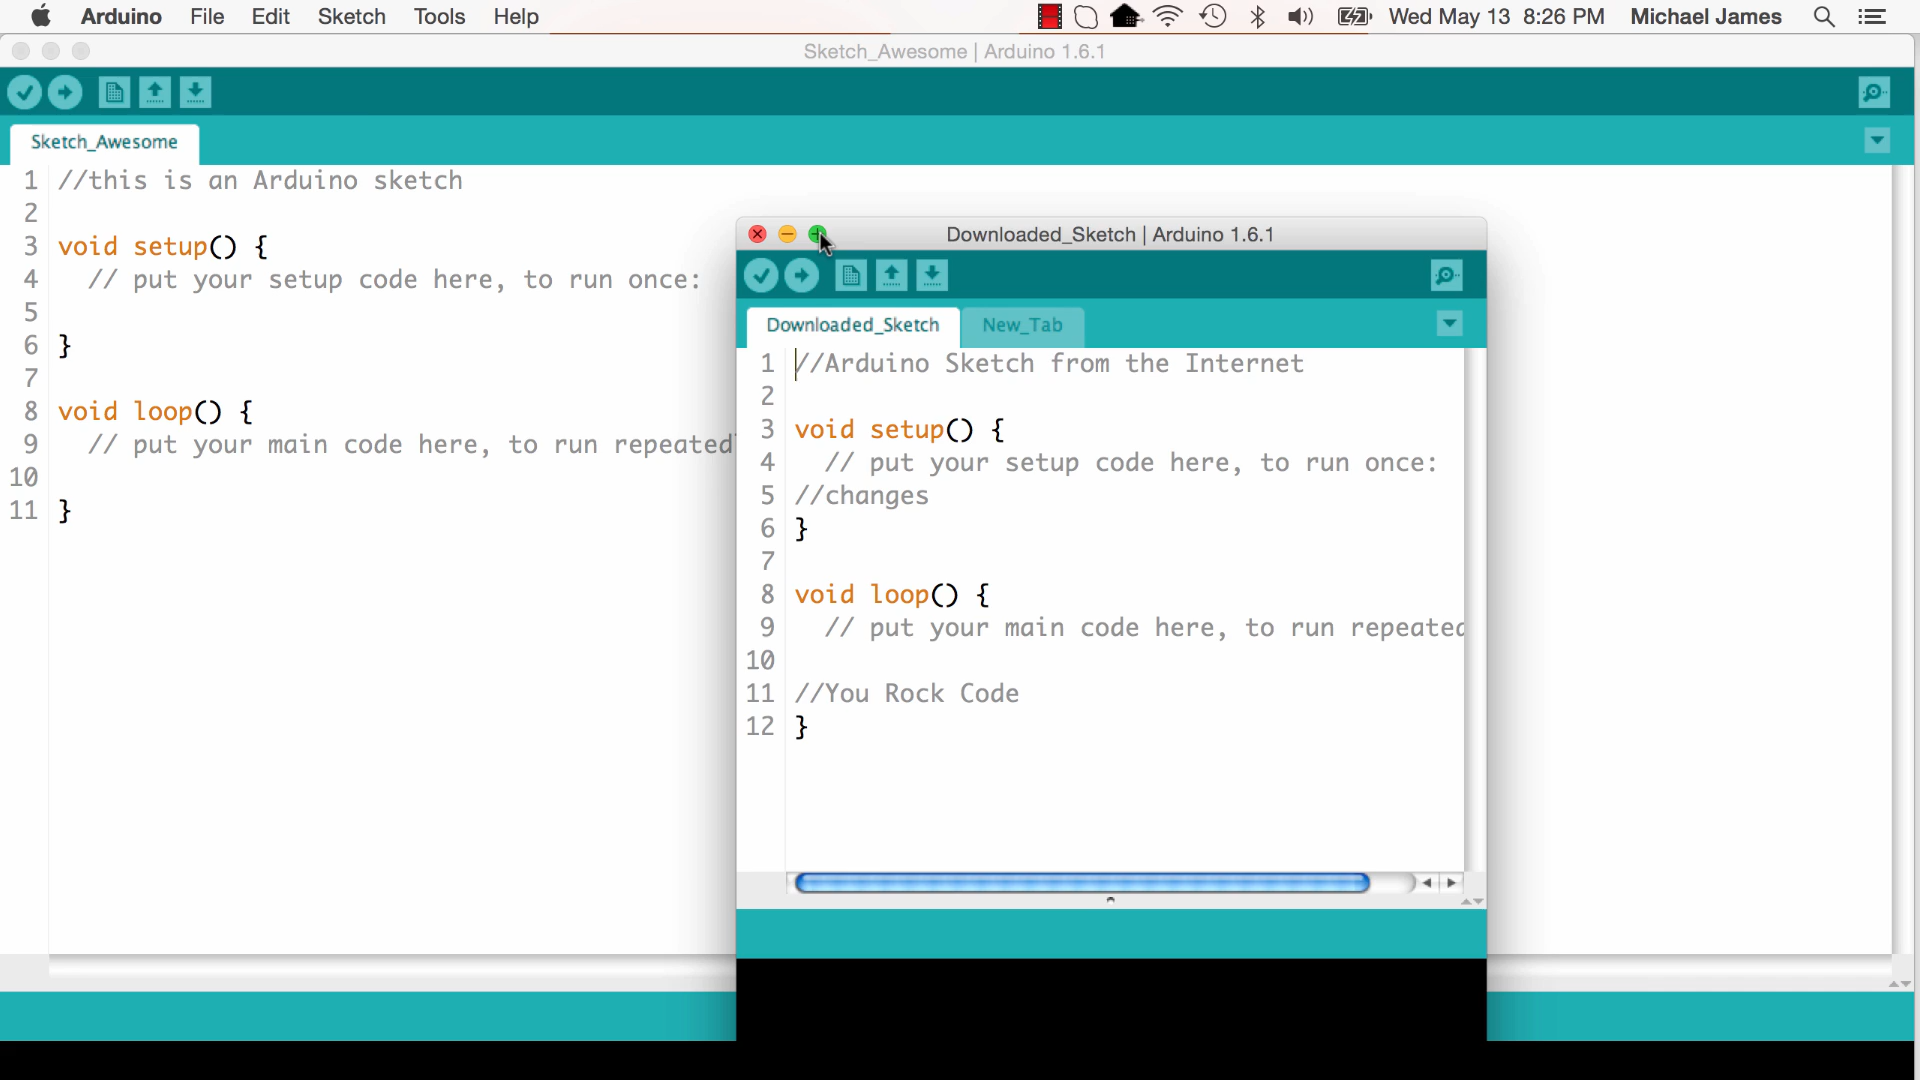 Arduino File Edit Sketch Tools Help Wed May 13 8:26 PM Michael James
Sketch_Awesome | Arduino 1.6.1
Sketch_Awesome
1 //this is an Arduino sketch
2
3 void setup() {
4 // put your setup code here, to run once:
5
6 }
7
8 void loop() {
9 // put your main code here, to run
10
11 }
Downloaded_Sketch | Arduino 1.6.1
Downloaded_Sketch New_Tab
1 //Arduino Sketch from the Internet
2
3 void setup() {
4 // put your setup code here, to run once:
5 //changes
6 }
7
8 void loop() {
9 // put your main code here, to run
10
11 //You Rock Code
12 }